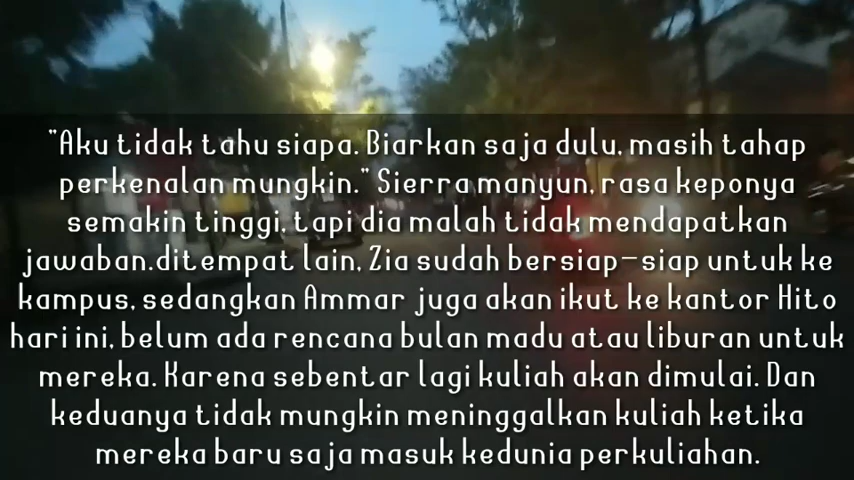 "Aku tidak tahu siapa. Biarkan saja dulu, masih tahap
perkenalan mungkin." Sierra manyun, rasa keponya
semakin tinggi, tapi dia malah tidak mendapatkan
jawaban.ditempat lain, Zia sudah bersiap-siap untuk ke
kampus, sedangkan Ammar juga akan ikut ke kantor Hito
hari ini, belum ada rencana bulan madu atau liburan untuk
mereka. Karena sebentar lagi kuliah akan dimulai. Dan
keduanya tidak mungkin meninggalkan kuliah ketika
mereka baru saja masuk kedunia perkuliahan.